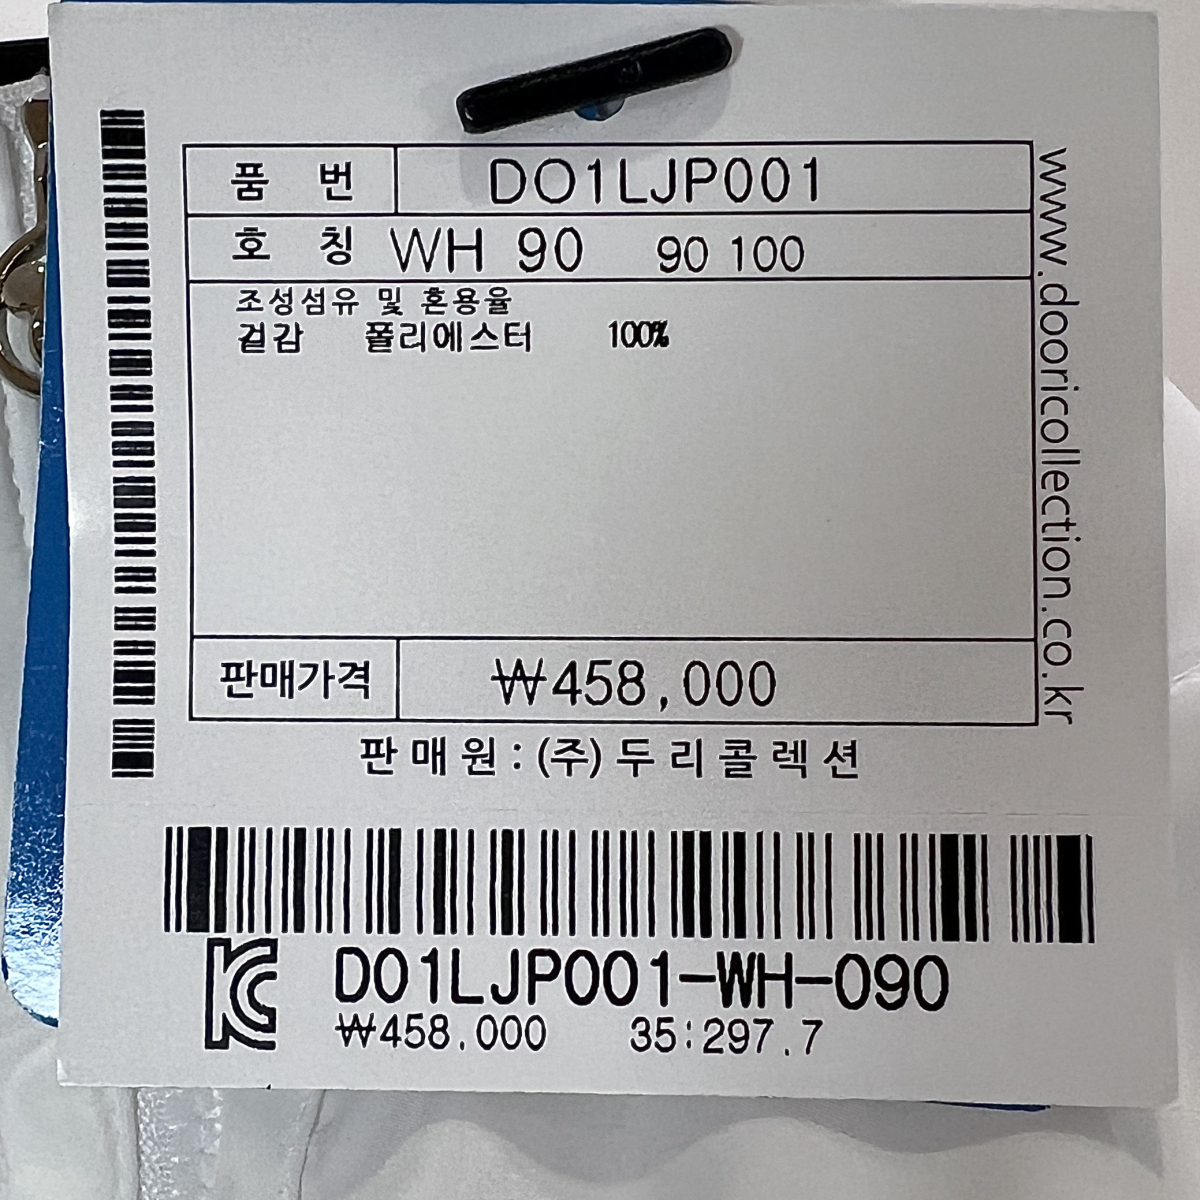 품 번 DO1LJP001
호 칭 WH 90 90 100
조성섬유 및 혼용율
겉감 폴리에스터 100%
판매가격 ₩458,000
판매원 : (주)두리콜렉션
www.dooricollection.co.kr
DO1LJP001-WH-090
₩458.000 35:297.7